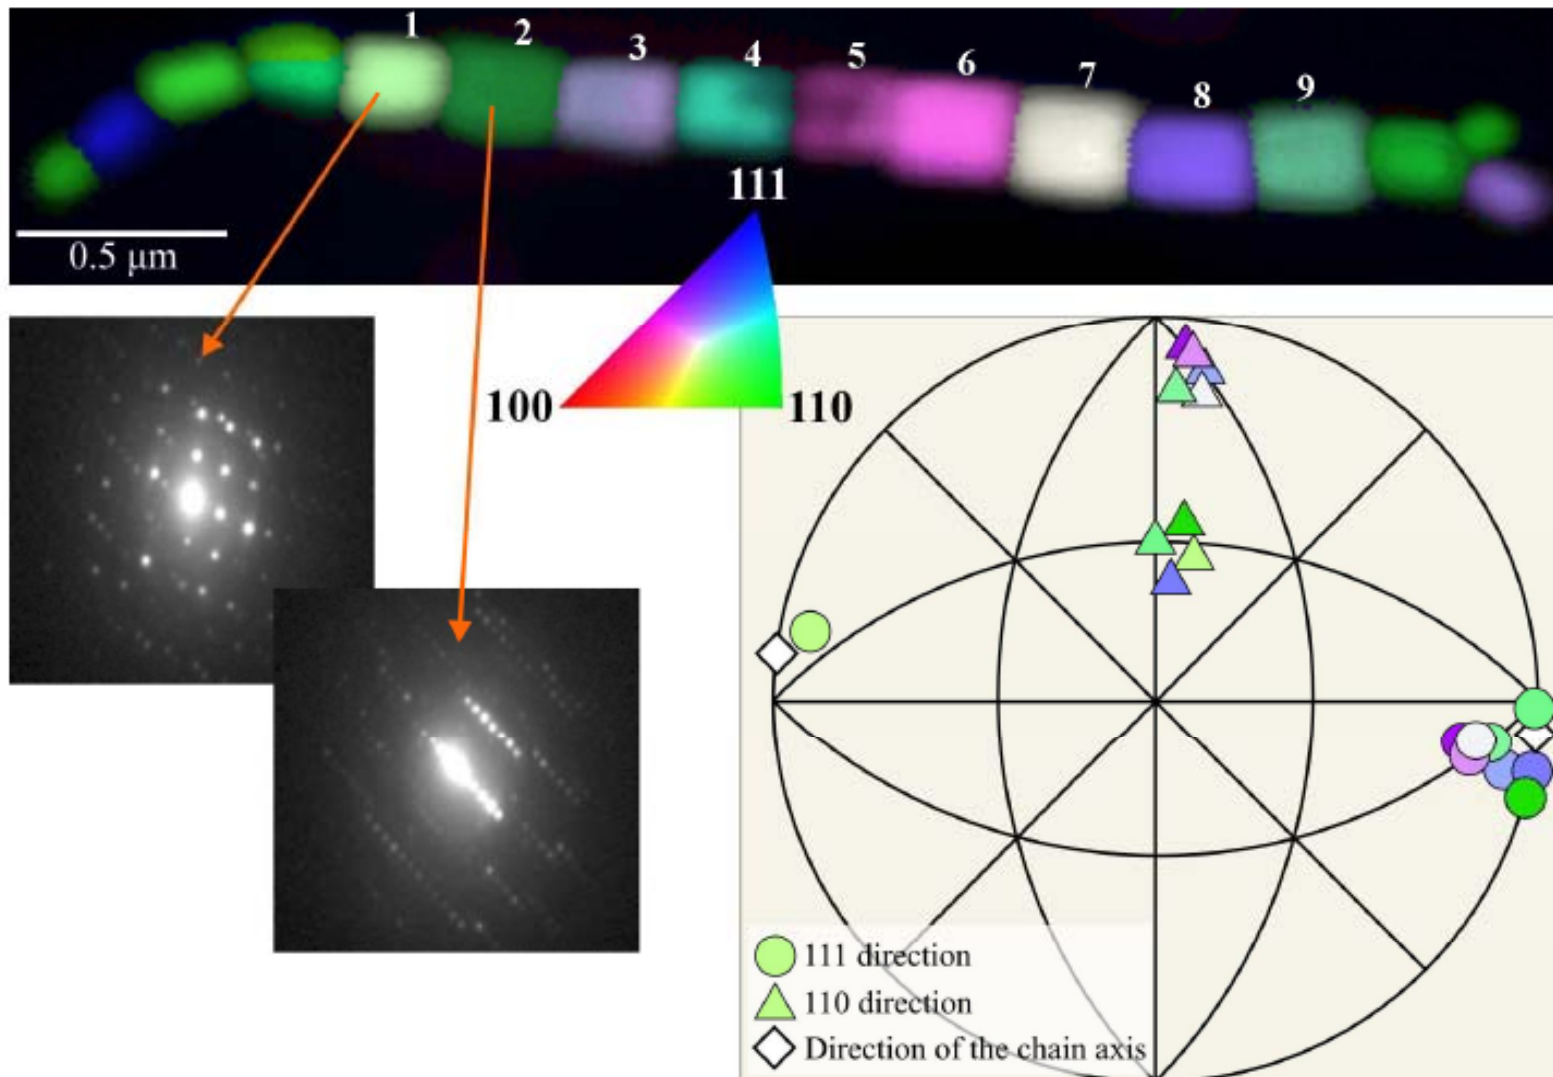 1 2 3 4 5 6 7 8 9
0.5 μm
111
100
110
111 direction
110 direction
Direction of the chain axis